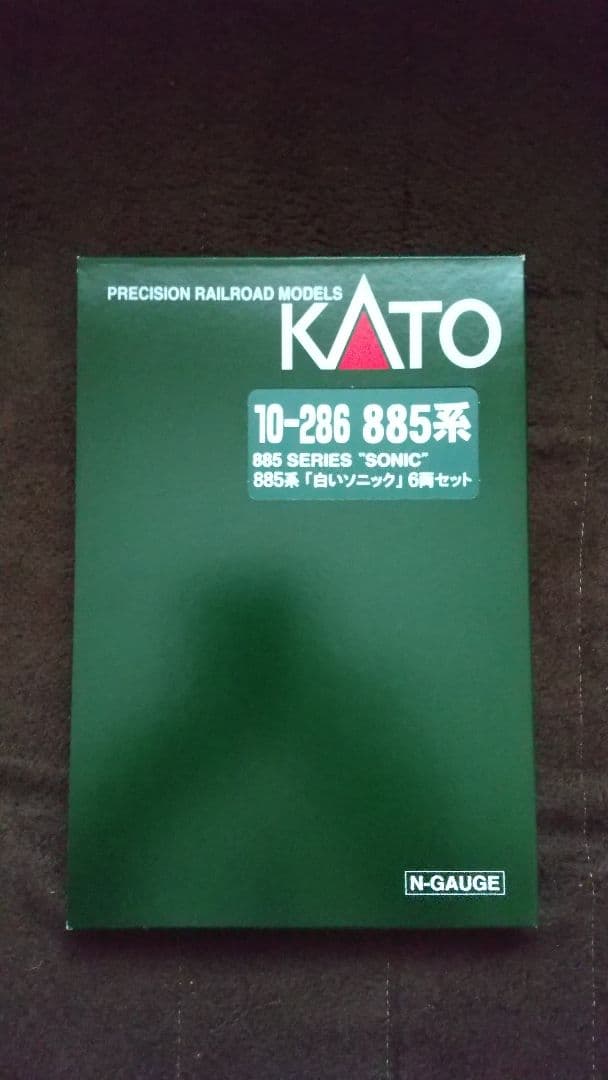 PRECISION RAILROAD MODELS
KATO
10-286 885系
885 SERIES "SONIC"
885系「白いソニック」6両セット
N-GAUGE